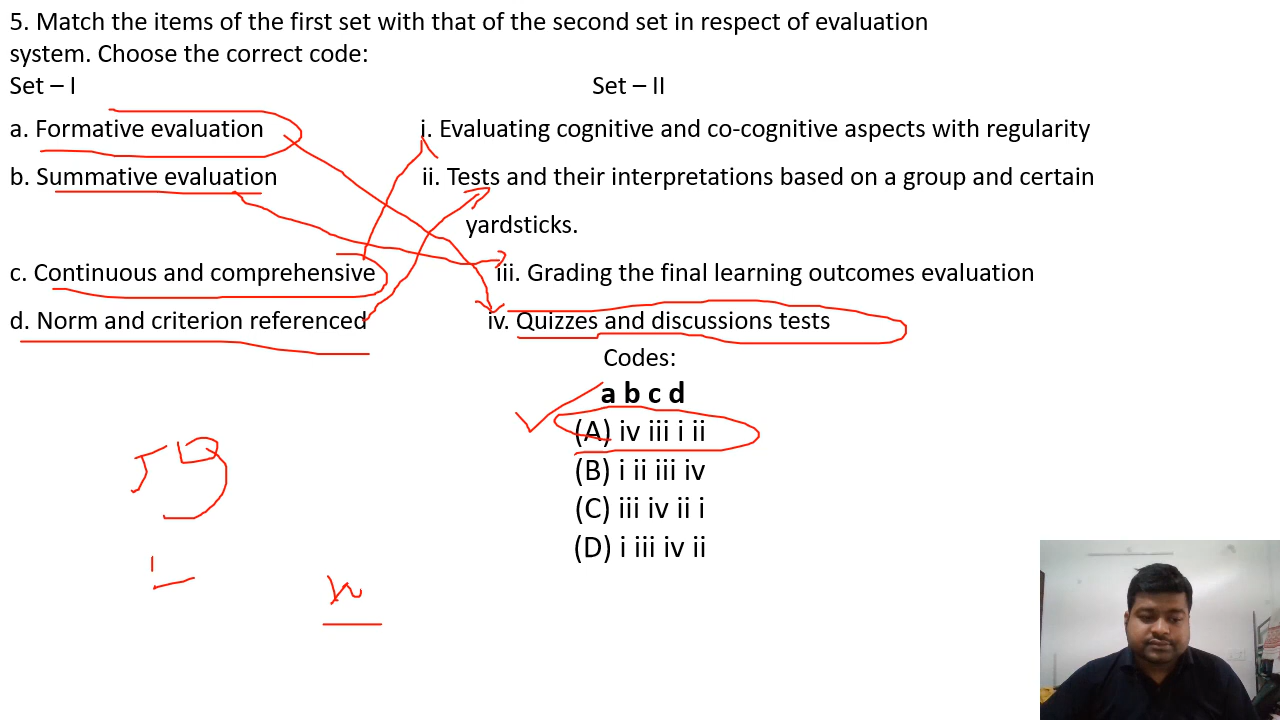 5. Match the items of the first set with that of the second set in respect of evaluation
system. Choose the correct code:
Set – I Set – II
a. Formative evaluation i. Evaluating cognitive and co-cognitive aspects with regularity
b. Summative evaluation ii. Tests and their interpretations based on a group and certain
yardsticks.
c. Continuous and comprehensive iii. Grading the final learning outcomes evaluation
d. Norm and criterion referenced iv. Quizzes and discussions tests
Codes:
a b c d
(A) iv iii i ii
(B) i ii iii iv
(C) iii iv ii i
(D) i iii iv ii